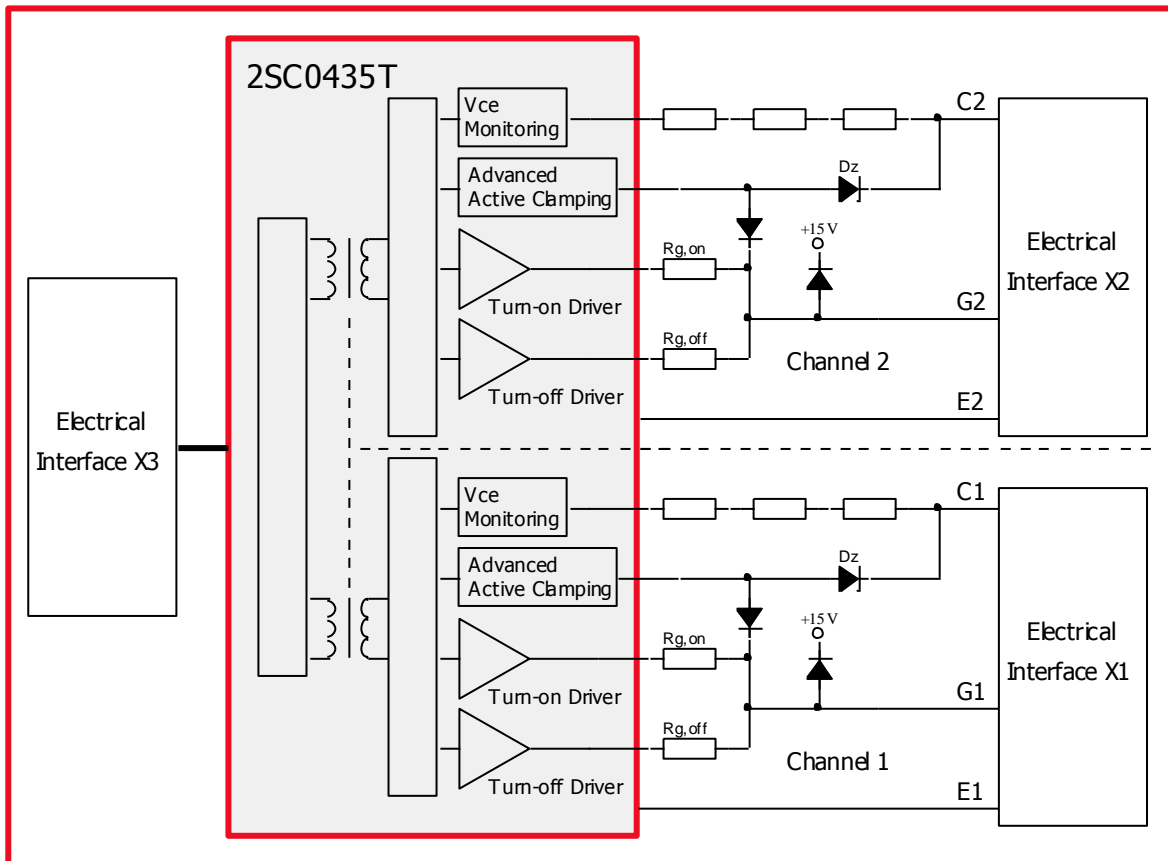 2SC0435T
Vce
Monitoring
C2
Advanced
Active Clamping
Dz
+15V
Rg,on
Electrical
Interface X2
Turn-on Driver
G2
Rg,off
Channel 2
Turn-off Driver
E2
Electrical
Interface X3
Vce
Monitoring
C1
Advanced
Active Clamping
Dz
+15V
Rg,on
Electrical
Interface X1
Turn-on Driver
G1
Rg,off
Channel 1
Turn-off Driver
E1